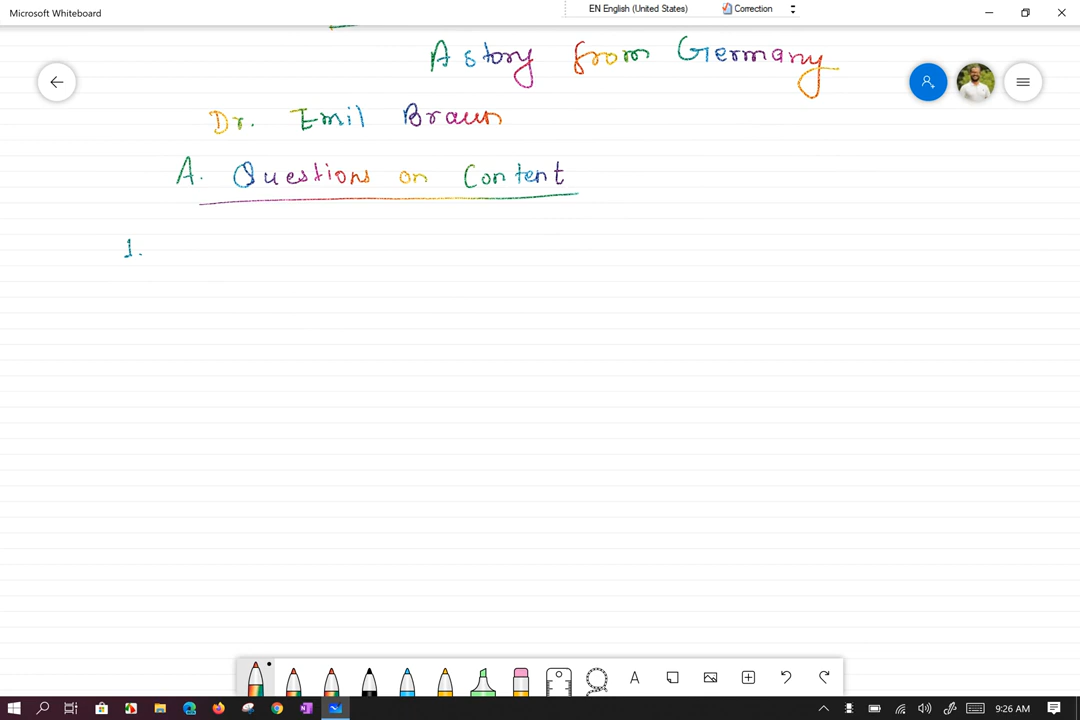 Microsoft Whiteboard
EN English (United States)
Correction
A story from Germany
Dr. Emil Braun
A. Questions on Content
1.
A
9:26 AM